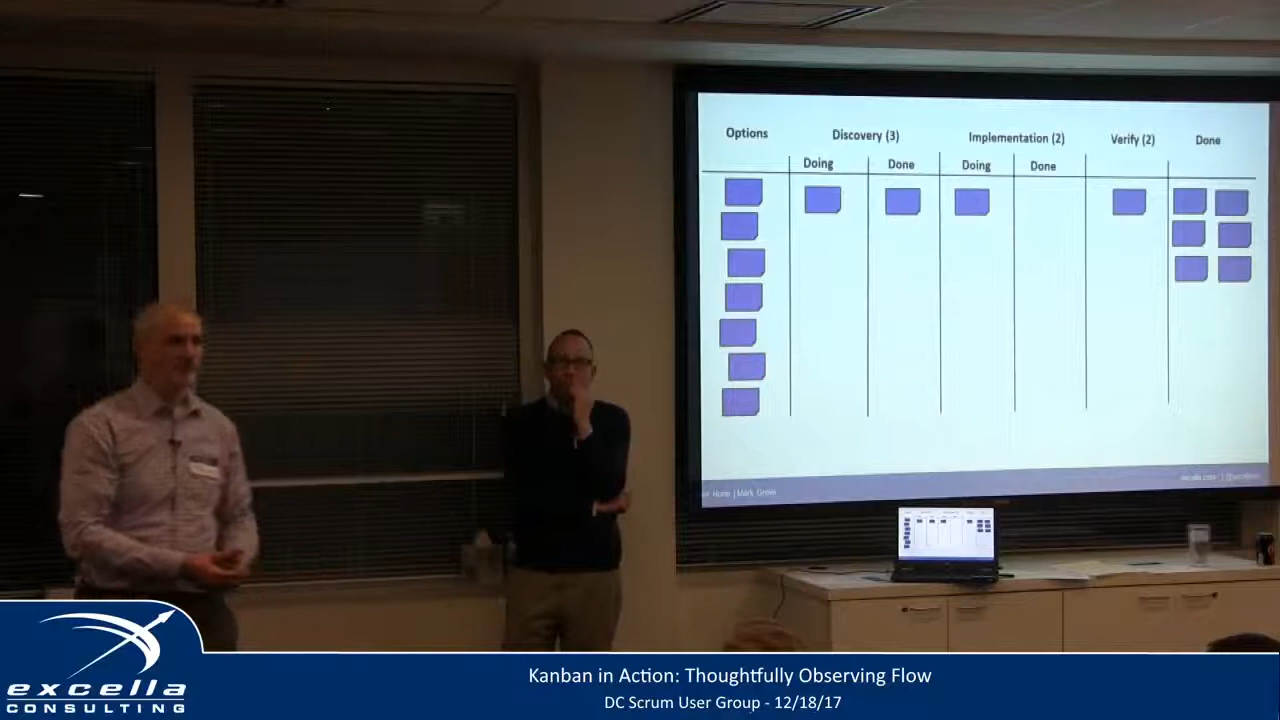 Options Discovery (3) Implementation (2) Verify (2) Done
Doing Done Doing Done
Mark Grove
excella
CONSULTING
Kanban in Action: Thoughtfully Observing Flow
DC Scrum User Group - 12/18/17